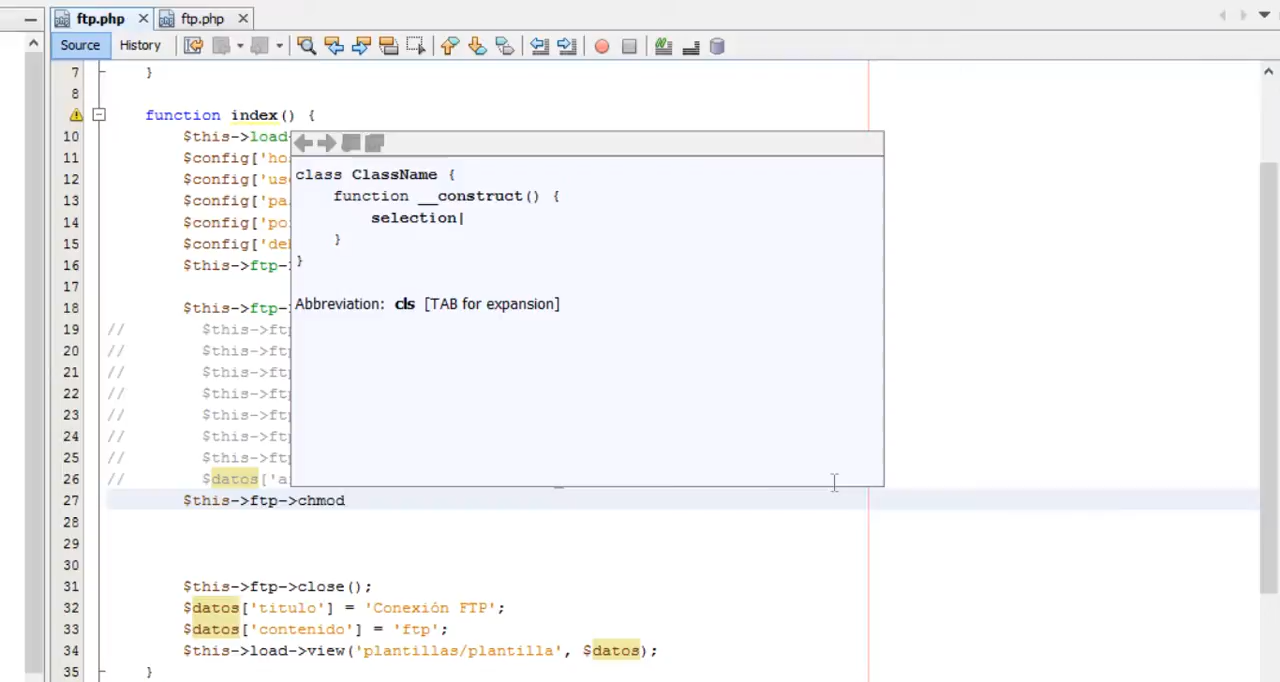 ftp.php ftp.php
Source History
7 }
8
function index() {
10 $this->load
11 $config['ho
12 $config['us
13 $config['pa
14 $config['po
15 $config['de
16 $this->ftp-
17
18 $this->ftp-
19 // $this->ft
20 // $this->ft
21 // $this->ft
22 // $this->ft
23 // $this->ft
24 // $this->ft
25 // $this->ft
26 // $datos['a
class ClassName {
function __construct() {
selection|
}
}
Abbreviation: cls [TAB for expansion]
27 $this->ftp->chmod
28
29
30
31 $this->ftp->close();
32 $datos['titulo'] = 'Conexión FTP';
33 $datos['contenido'] = 'ftp';
34 $this->load->view('plantillas/plantilla', $datos);
35 }